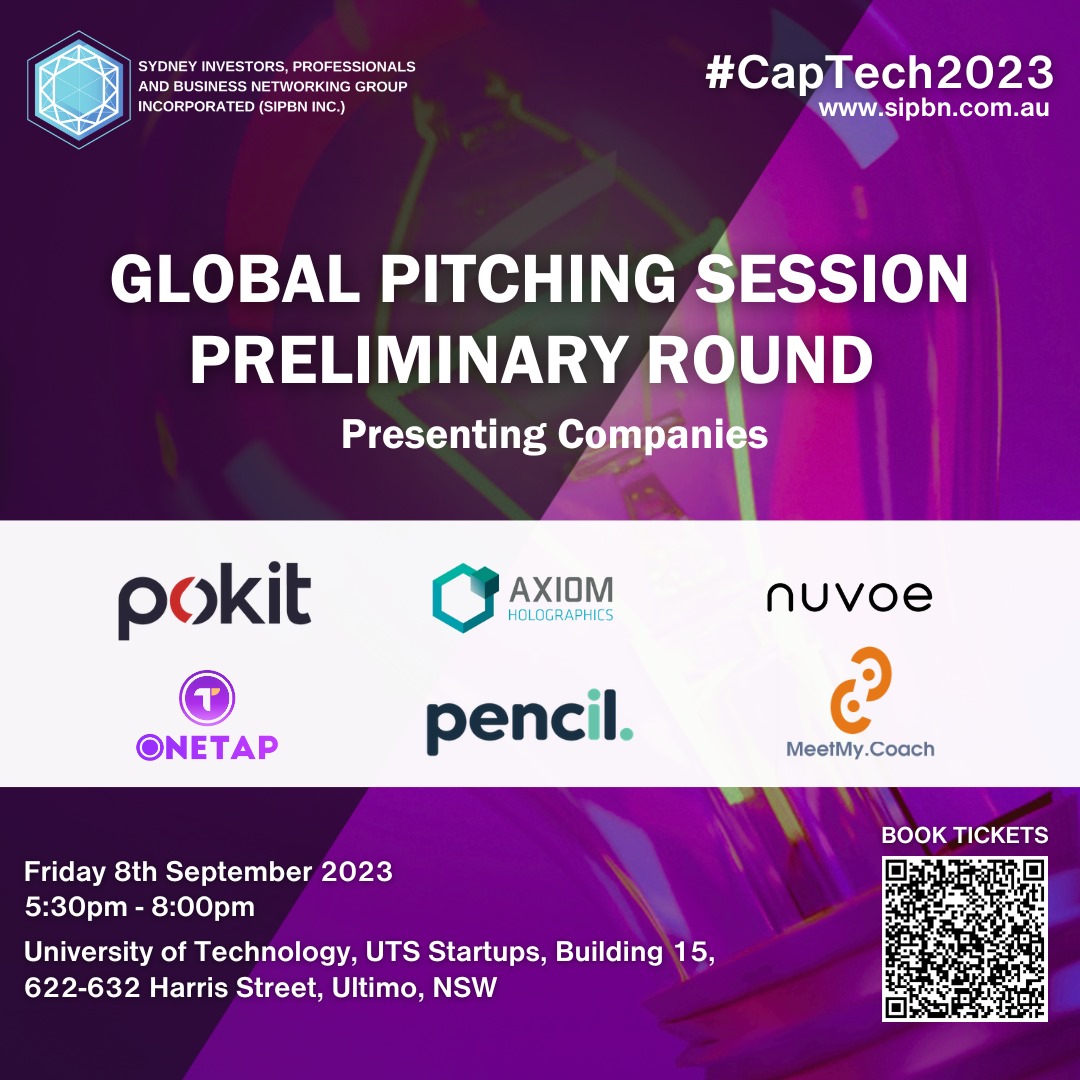 SYDNEY INVESTORS, PROFESSIONALS
AND BUSINESS NETWORKING GROUP
INCORPORATED (SIPBN INC.)
#CapTech2023
www.sipbn.com.au
GLOBAL PITCHING SESSION
PRELIMINARY ROUND
Presenting Companies
pokit
AXIOM
HOLOGRAPHICS
nuvoe
T
ONETAP
pencil.
MeetMy.Coach
Friday 8th September 2023
5:30pm - 8:00pm
University of Technology, UTS Startups, Building 15,
622-632 Harris Street, Ultimo, NSW
BOOK TICKETS